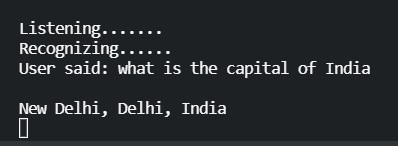 Listening.......
Recognizing......
User said: what is the capital of India
New Delhi, Delhi, India